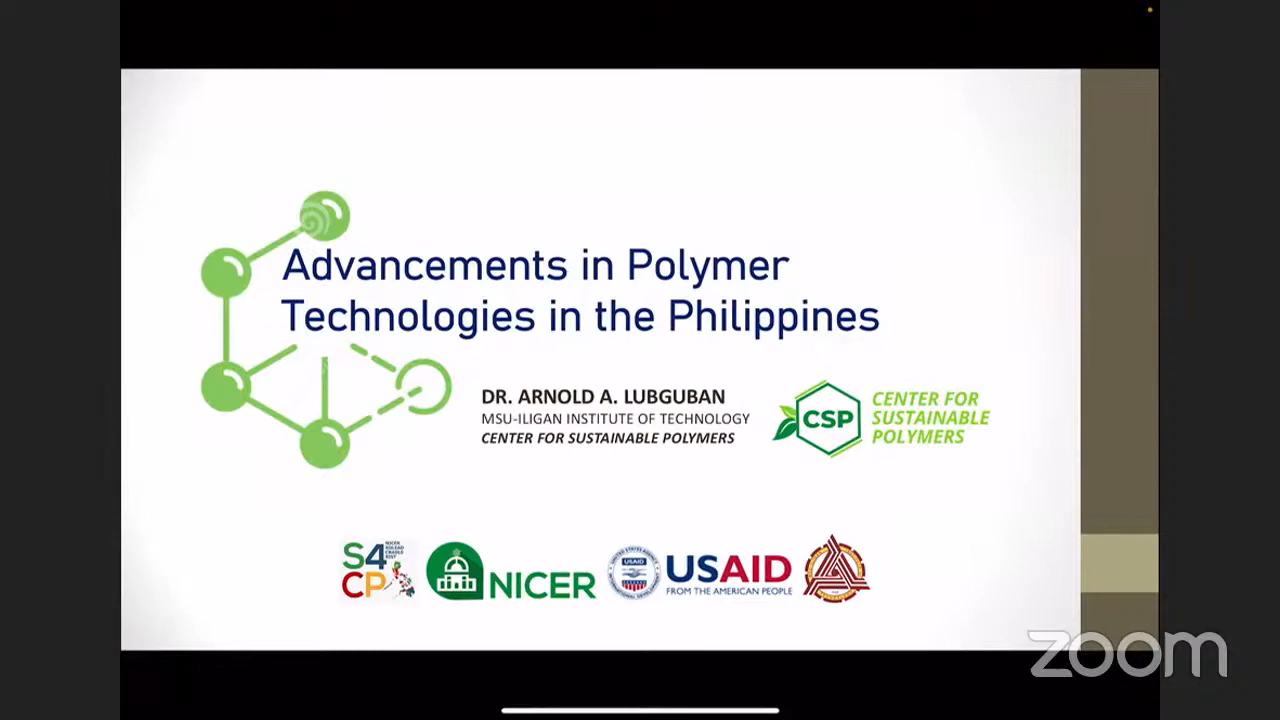 Advancements in Polymer
Technologies in the Philippines
DR. ARNOLD A. LUBGUBAN
MSU-ILIGAN INSTITUTE OF TECHNOLOGY
CENTER FOR SUSTAINABLE POLYMERS
CSP
CENTER FOR
SUSTAINABLE
POLYMERS
S4
CP
NICER
USAID
USAID
FROM THE AMERICAN PEOPLE
zoom